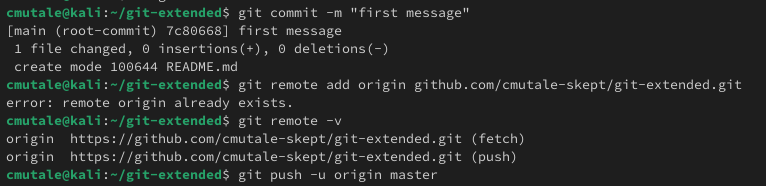 cmutale@kali:~/git-extended$ git commit -m "first message"
[main (root-commit) 7c80668] first message
 1 file changed, 0 insertions(+), 0 deletions(-)
 create mode 100644 README.md
cmutale@kali:~/git-extended$ git remote add origin github.com/cmutale-skept/git-extended.git
error: remote origin already exists.
cmutale@kali:~/git-extended$ git remote -v
origin  https://github.com/cmutale-skept/git-extended.git (fetch)
origin  https://github.com/cmutale-skept/git-extended.git (push)
cmutale@kali:~/git-extended$ git push -u origin master